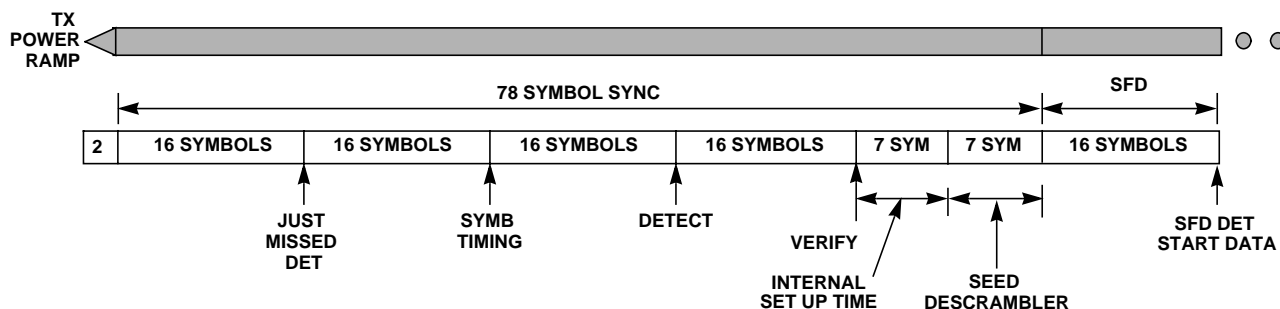 TX
POWER
RAMP
78 SYMBOL SYNC
SFD
2
16 SYMBOLS
16 SYMBOLS
16 SYMBOLS
16 SYMBOLS
7 SYM
7 SYM
16 SYMBOLS
JUST
MISSED
DET
SYMB
TIMING
DETECT
VERIFY
INTERNAL
SET UP TIME
SEED
DESCRAMBLER
SFD DET
START DATA